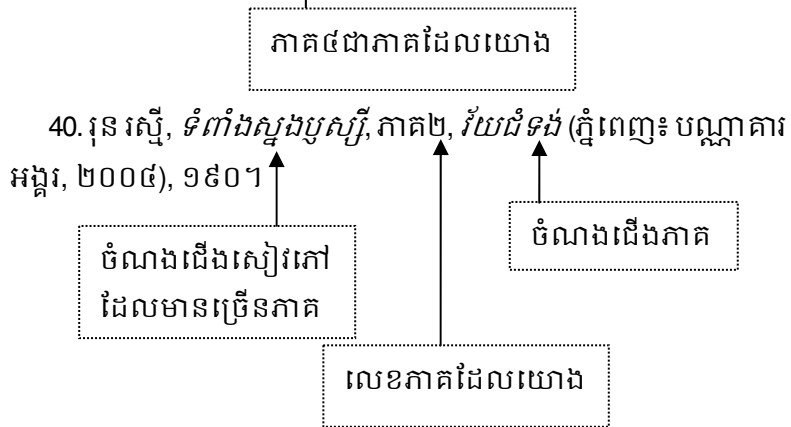 ភាគ៤ជាភាគដែលយោង
40. រុន រស្មី, ទំពាំងស្នងឫស្សី, ភាគ២, វ័យជំទង់ (ភ្នំពេញ៖ បណ្ណាគារ
អង្គរ, ២០០៤), ១៩០។
ចំណងជើងសៀវភៅ
ដែលមានច្រើនភាគ
ចំណងជើងភាគ
លេខភាគដែលយោង